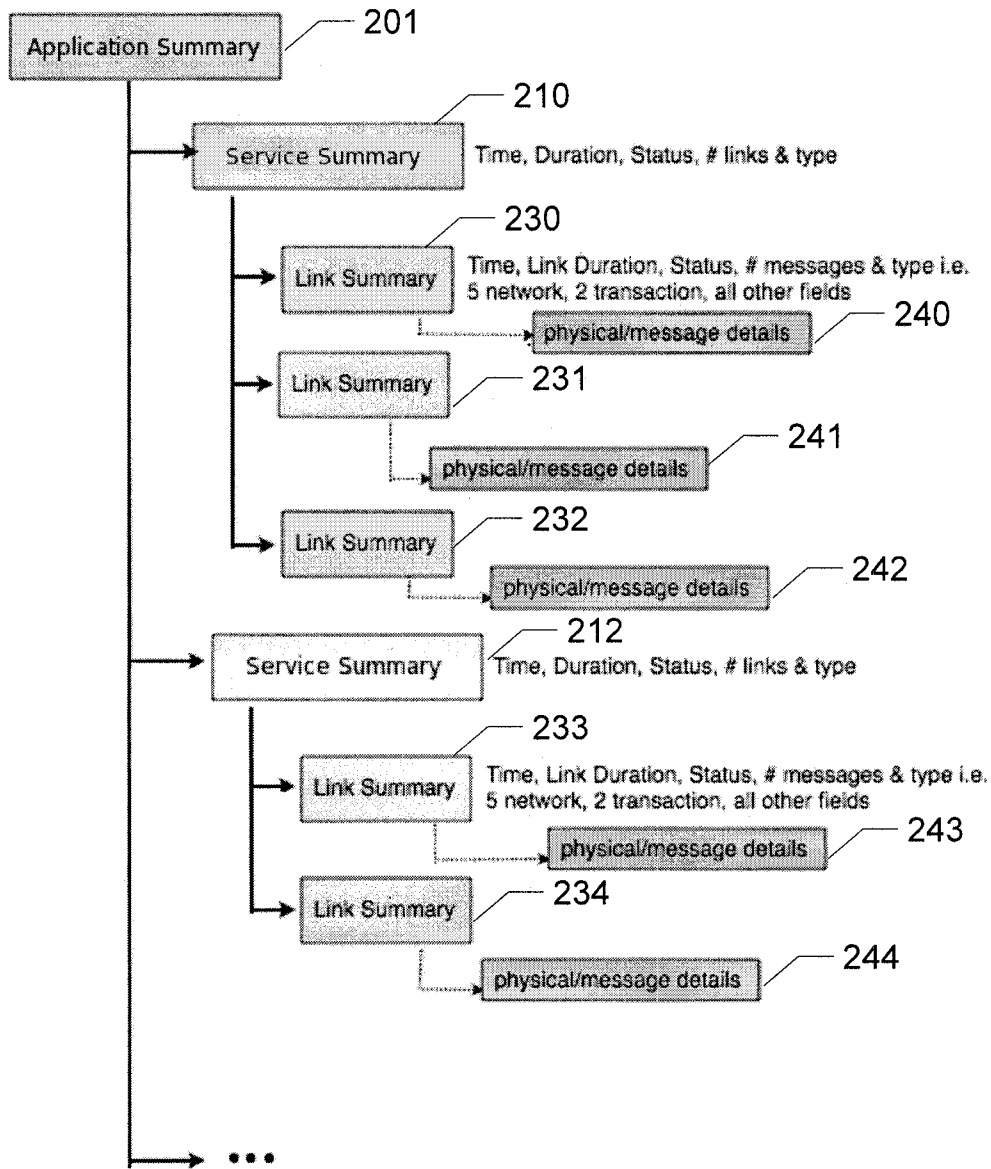 201
Application Summary
210
Service Summary
Time, Duration, Status, # links & type
230
Link Summary
Time, Link Duration, Status, # messages & type i.e.
5 network, 2 transaction, all other fields
240
physical/message details
231
Link Summary
241
physical/message details
232
Link Summary
242
physical/message details
212
Service Summary
Time, Duration, Status, # links & type
233
Link Summary
Time, Link Duration, Status, # messages & type i.e.
5 network, 2 transaction, all other fields
243
physical/message details
234
Link Summary
244
physical/message details
...